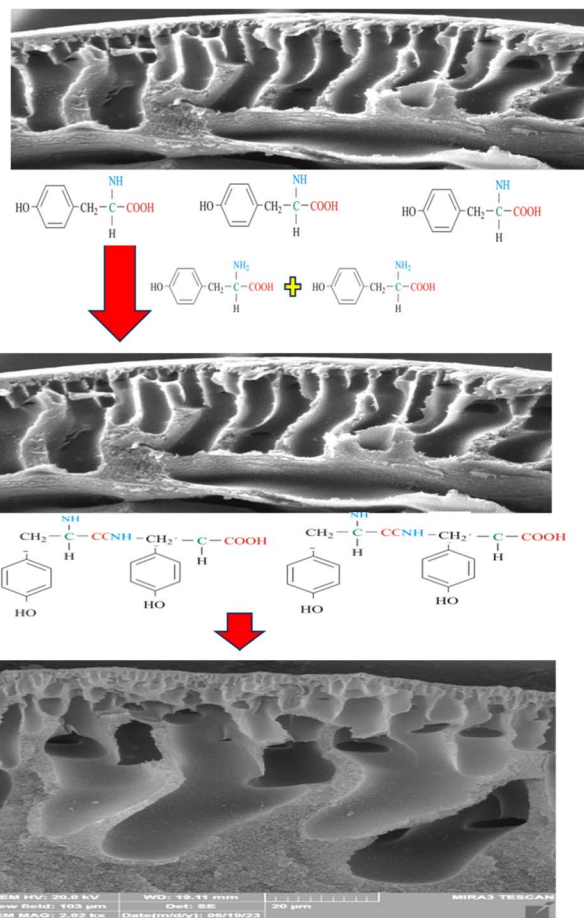 NH
HO CH₂ C COOH
H
NH
HO CH₂ C COOH
H
NH
HO CH₂ C COOH
H
NH₂
HO CH₂ C COOH
H
NH₂
HO CH₂ C COOH
H
NH
CH₂ C CCNH CH₂ C COOH
H H
HO
HO
NH
CH₂ C CCNH CH₂ C COOH
H H
HO
HO
EM HV: 20.0 kV WD: 19.11 mm MIRA3 TESCAN
ew field: 103 µm Det: SE 20 µm
EM MAG: 2.02 kx Date(m/d/y): 06/19/23